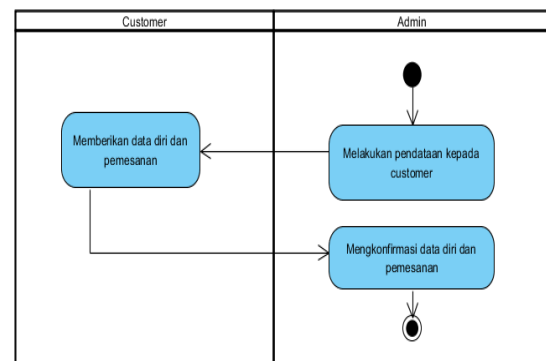 Customer
Admin
Memberikan data diri dan
pemesanan
Melakukan pendataan kepada
customer
Mengkonfirmasi data diri dan
pemesanan